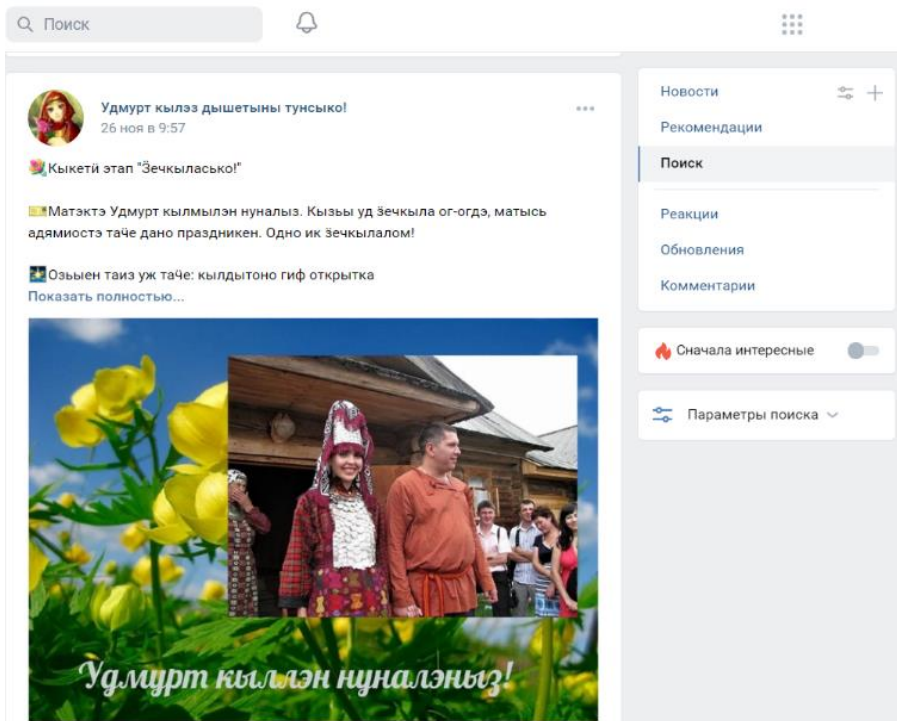 Поиск
Удмурт кылэз дышетыны тунсыко!
26 ноя в 9:57
Кыкетӥ этап "Ӟечкыласько!"
Матэктэ Удмурт кылмылэн нуналыз. Кызьы уд ӟечкыла ог-огдэ, матысь
адямиостэ таӵе дано праздникен. Одно ик ӟечкылалом!
Озьыен таиз уж таӵе: кылдытоно гиф открытка
Показать полностью...
Удмурт кыллэн нуналэныз!
Новости
Рекомендации
Поиск
Реакции
Обновления
Комментарии
Сначала интересные
Параметры поиска